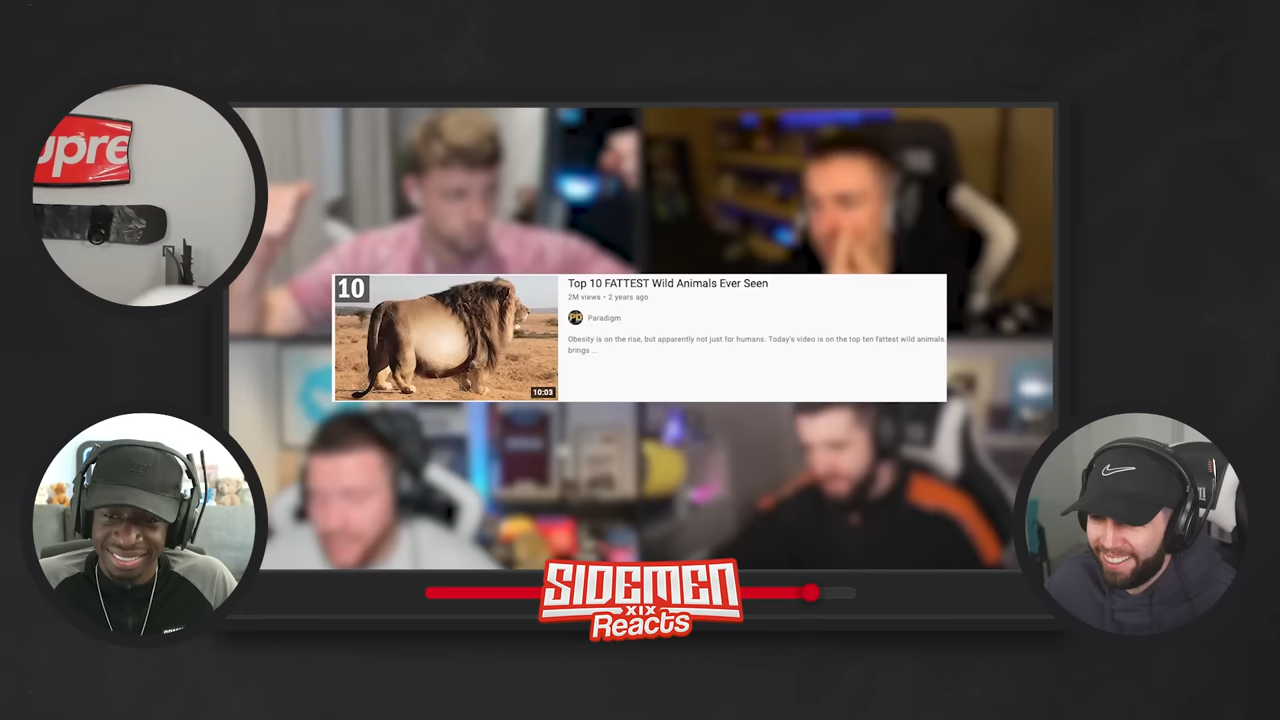 upre
10
Top 10 FATTEST Wild Animals Ever Seen
2M views • 2 years ago
PD
Paradigm
Obesity is on the rise, but apparently not just for humans. Today's video is on the top ten fattest wild animals.
brings ...
10:03
SIDEMEN
XIX
Reacts